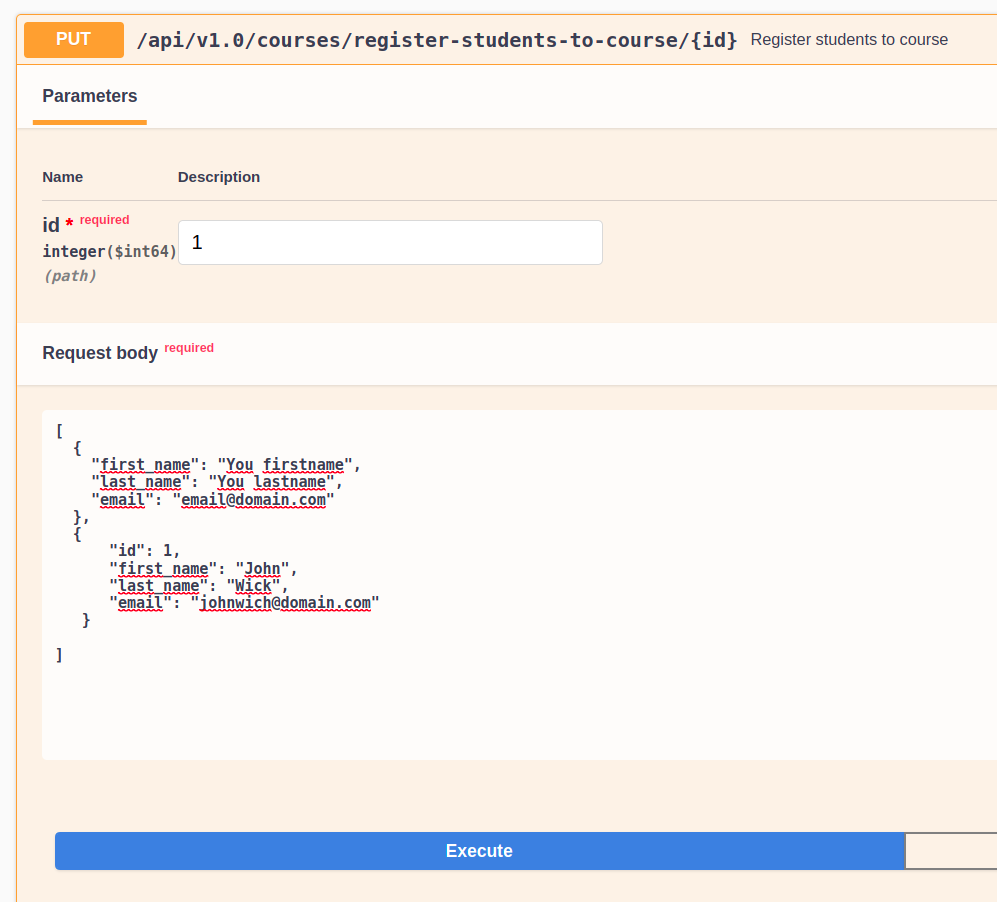 PUT /api/v1.0/courses/register-students-to-course/{id} Register students to course
Parameters
Name Description
id * required
integer($int64)
(path)
1
Request body required
[
  {
    "first_name": "You firstname",
    "last_name": "You lastname",
    "email": "email@domain.com"
  },
  {
      "id": 1,
      "first_name": "John",
      "last_name": "Wick",
      "email": "johnwich@domain.com"
   }
]
Execute